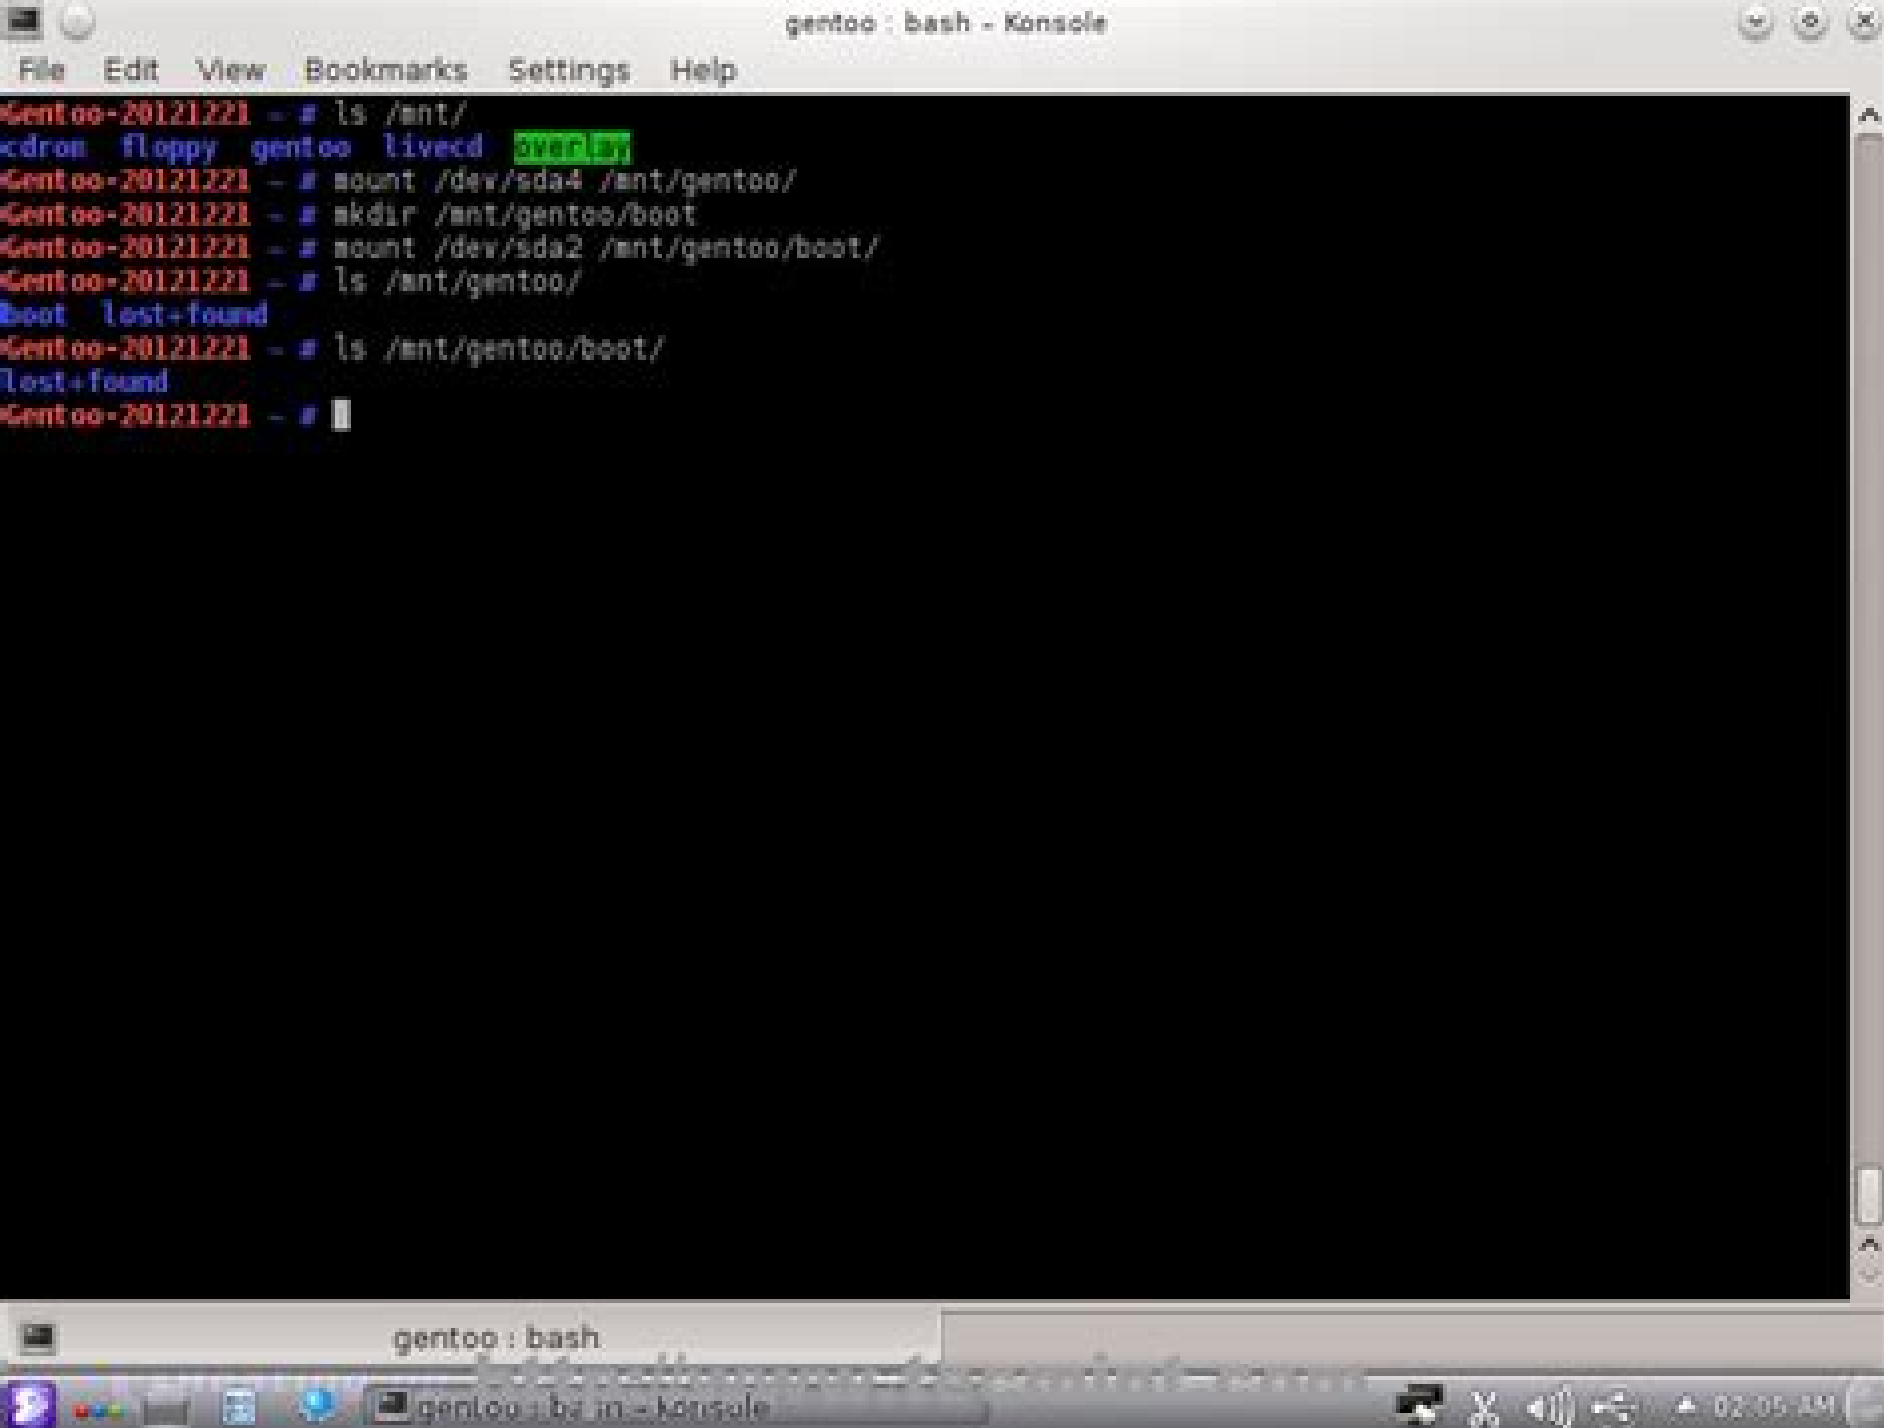 gentoo : bash - Konsole
File Edit View Bookmarks Settings Help
Gentoo-20121221 ~ # ls /mnt/
cdrom floppy gentoo livecd overlay
Gentoo-20121221 ~ # mount /dev/sda4 /mnt/gentoo/
Gentoo-20121221 ~ # mkdir /mnt/gentoo/boot
Gentoo-20121221 ~ # mount /dev/sda2 /mnt/gentoo/boot/
Gentoo-20121221 ~ # ls /mnt/gentoo/
boot lost+found
Gentoo-20121221 ~ # ls /mnt/gentoo/boot/
lost+found
Gentoo-20121221 ~ #
gentoo : bash
gentoo : bash - Konsole 02:05 AM